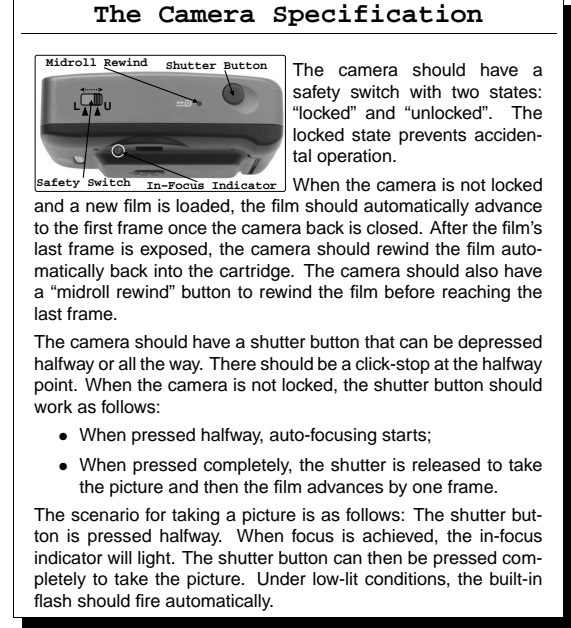 The Camera Specification
Midroll Rewind
Shutter Button
L
U
Safety Switch
In-Focus Indicator
The camera should have a
safety switch with two states:
“locked” and “unlocked”. The
locked state prevents acciden-
tal operation.
When the camera is not locked
and a new film is loaded, the film should automatically advance
to the first frame once the camera back is closed. After the film’s
last frame is exposed, the camera should rewind the film auto-
matically back into the cartridge. The camera should also have
a “midroll rewind” button to rewind the film before reaching the
last frame.
The camera should have a shutter button that can be depressed
halfway or all the way. There should be a click-stop at the halfway
point. When the camera is not locked, the shutter button should
work as follows:
• When pressed halfway, auto-focusing starts;
• When pressed completely, the shutter is released to take
the picture and then the film advances by one frame.
The scenario for taking a picture is as follows: The shutter but-
ton is pressed halfway. When focus is achieved, the in-focus
indicator will light. The shutter button can then be pressed com-
pletely to take the picture. Under low-lit conditions, the built-in
flash should fire automatically.